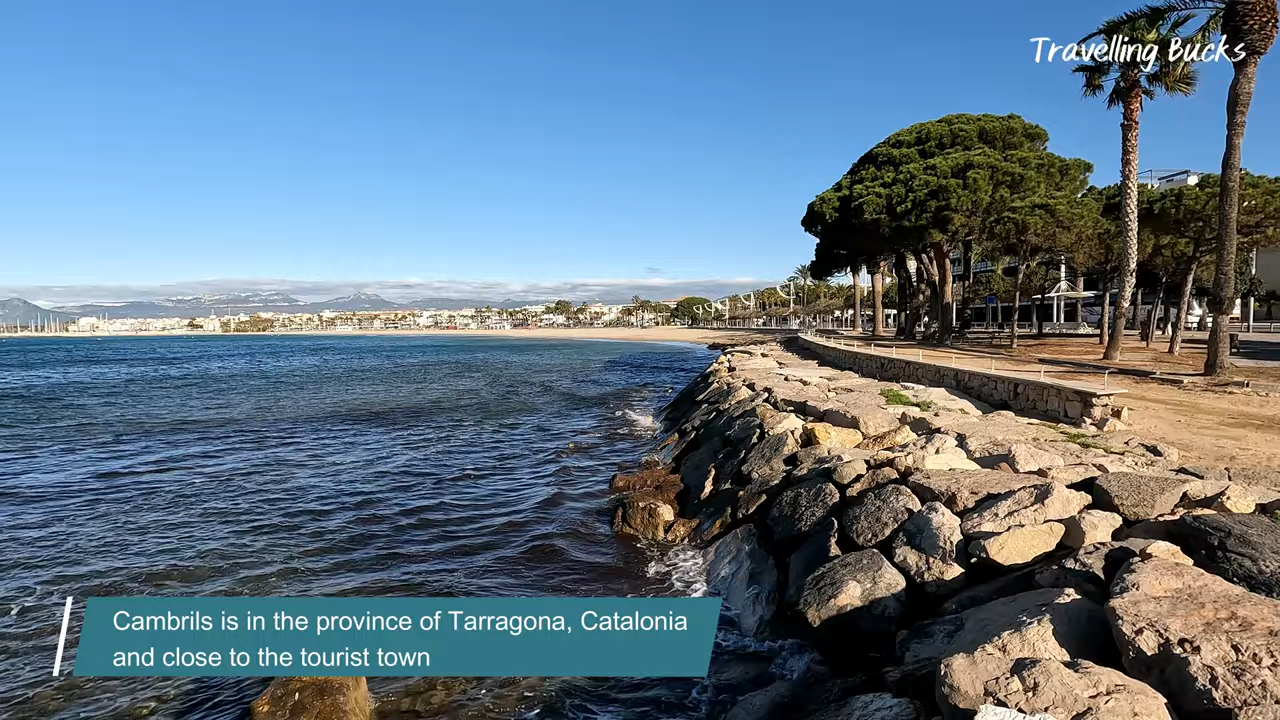 Travelling Bucks
Cambrils is in the province of Tarragona, Catalonia
and close to the tourist town